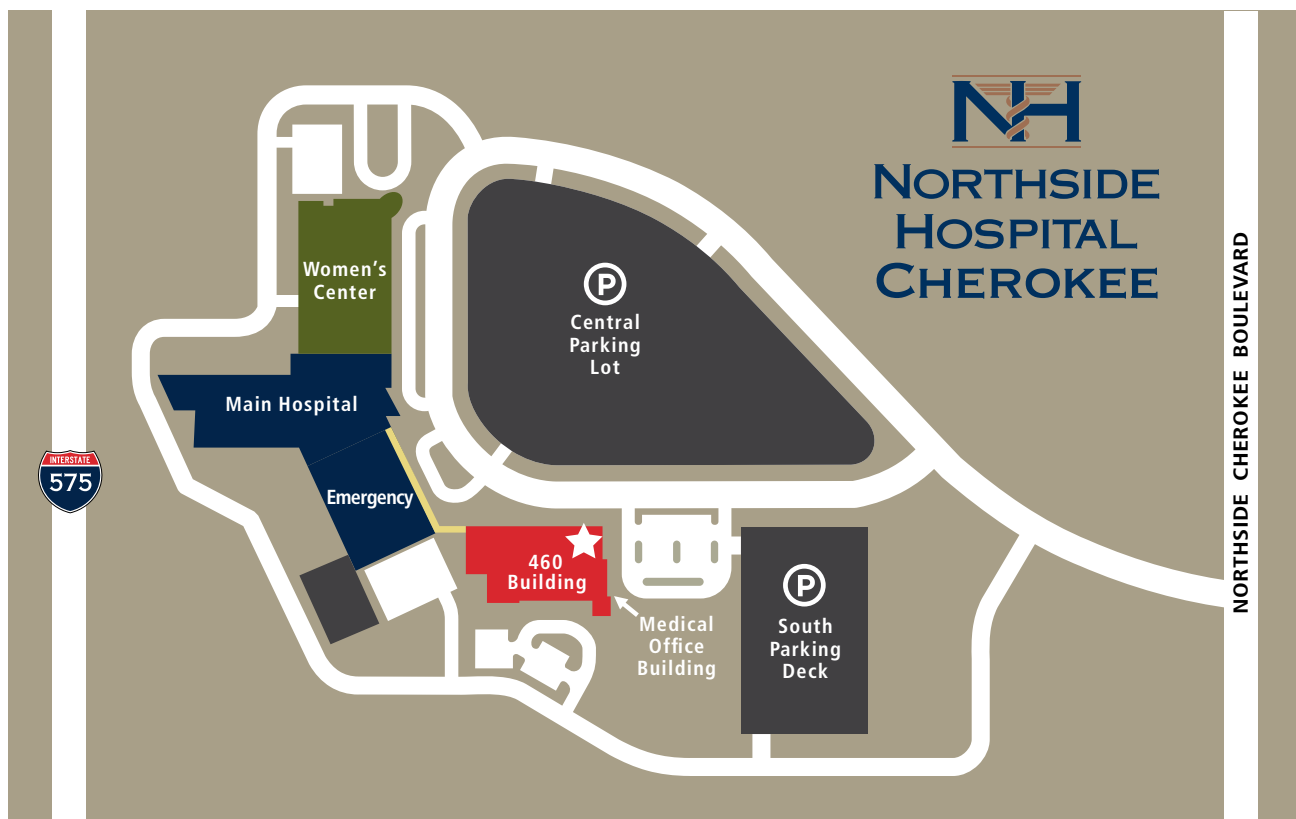 NH
NORTHSIDE
HOSPITAL
CHEROKEE
NORTHSIDE CHEROKEE BOULEVARD
Women's
Center
P
Central
Parking
Lot
Main Hospital
INTERSTATE
575
Emergency
460
Building
Medical
Office
Building
P
South
Parking
Deck